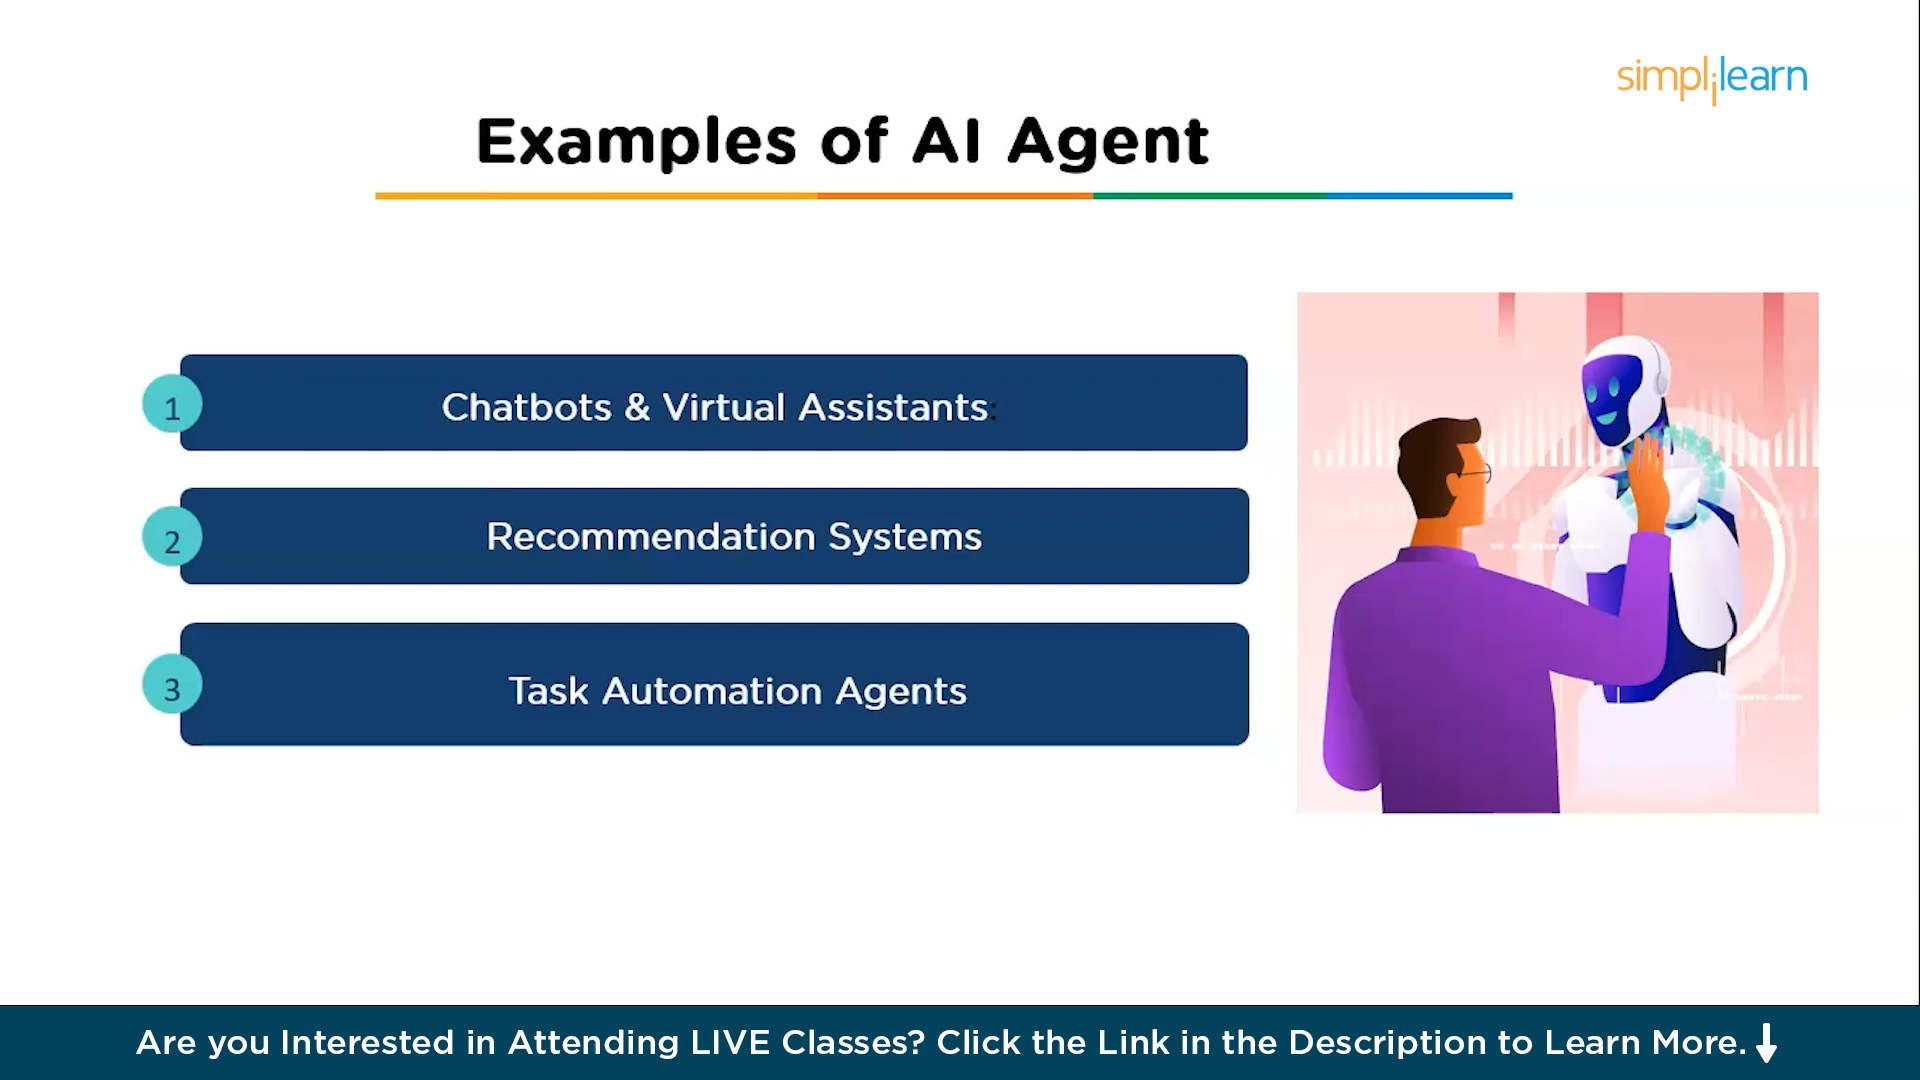 simplilearn
Examples of AI Agent
1
Chatbots & Virtual Assistants:
2
Recommendation Systems
3
Task Automation Agents
Are you Interested in Attending LIVE Classes? Click the Link in the Description to Learn More.